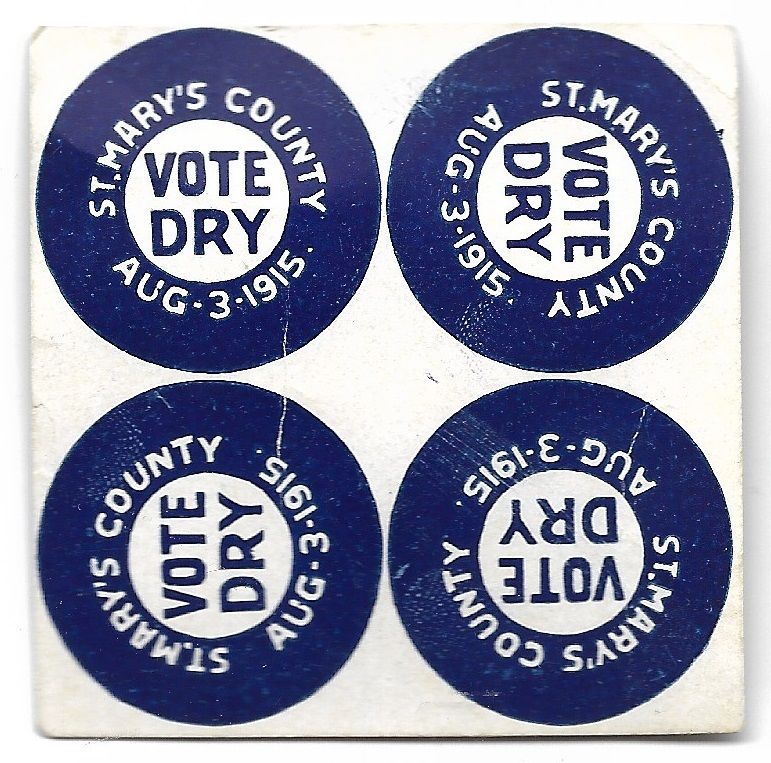 ST. MARY'S COUNTY
VOTE
DRY
AUG-3-1915.
ST. MARY'S COUNTY
VOTE
DRY
AUG-3-1915.
ST. MARY'S COUNTY
VOTE
DRY
AUG-3-1915
ST. MARY'S COUNTY
VOTE
DRY
AUG-3-1915.